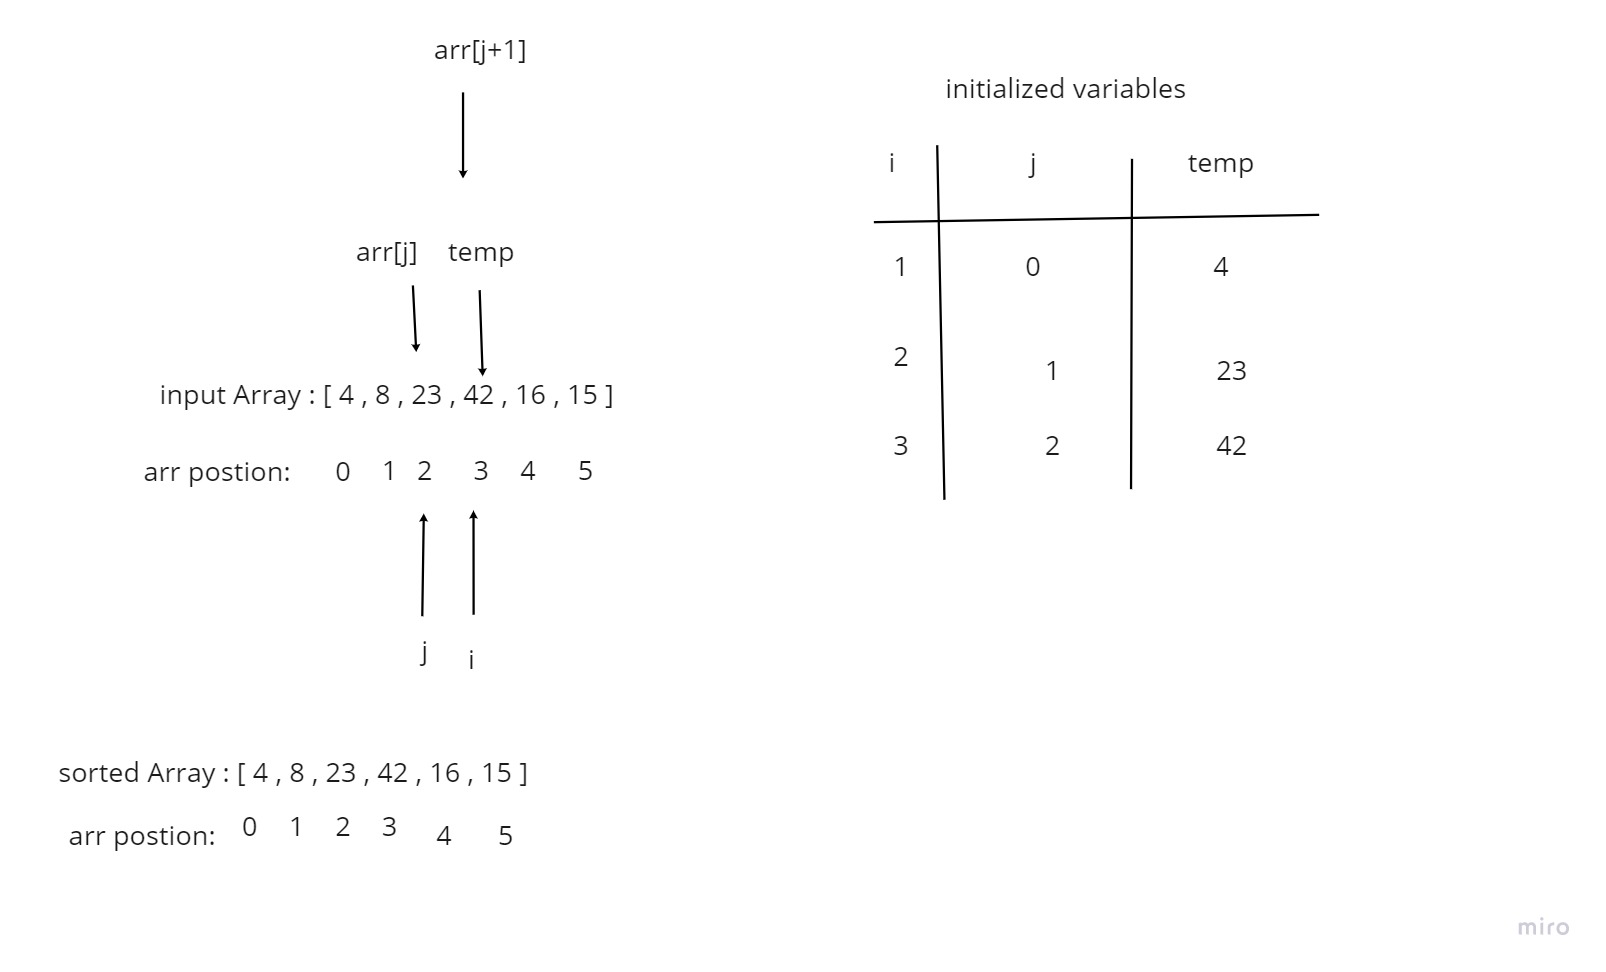 arr[j+1]
arr[j] temp
input Array : [ 4 , 8 , 23 , 42 , 16 , 15 ]
arr postion: 0 1 2 3 4 5
j i
sorted Array : [ 4 , 8 , 23 , 42 , 16 , 15 ]
arr postion: 0 1 2 3 4 5
initialized variables
i j temp
1 0 4
2 1 23
3 2 42
miro